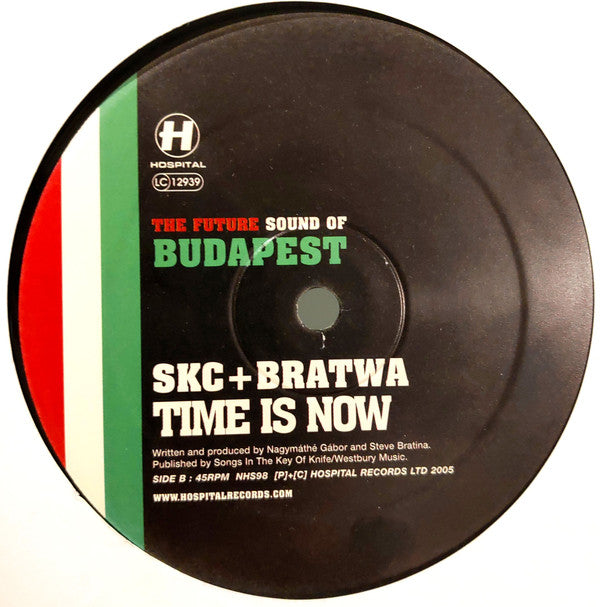 H
HOSPITAL
LC 12939
THE FUTURE SOUND OF
BUDAPEST
SKC+BRATWA
TIME IS NOW
Written and produced by Nagymáthé Gábor and Steve Bratina.
Published by Songs In The Key Of Knife/Westbury Music.
SIDE B : 45RPM NHS98 [P]+[C] HOSPITAL RECORDS LTD 2005
WWW.HOSPITALRECORDS.COM